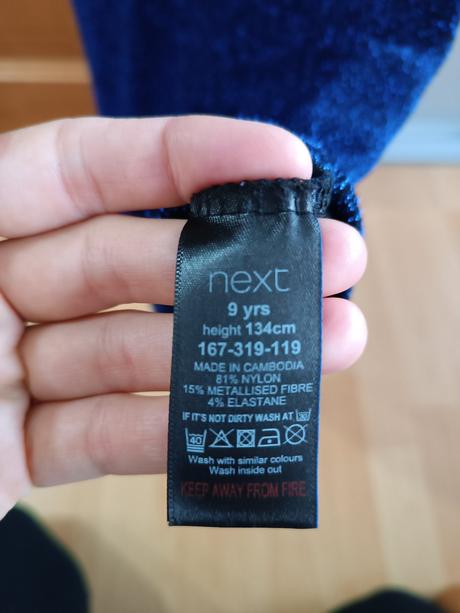 next
9 yrs
height 134cm
167-319-119
MADE IN CAMBODIA
81% NYLON
15% METALLISED FIBRE
4% ELASTANE
IF IT'S NOT DIRTY WASH AT 30
40
Wash with similar colours
Wash inside out
KEEP AWAY FROM FIRE